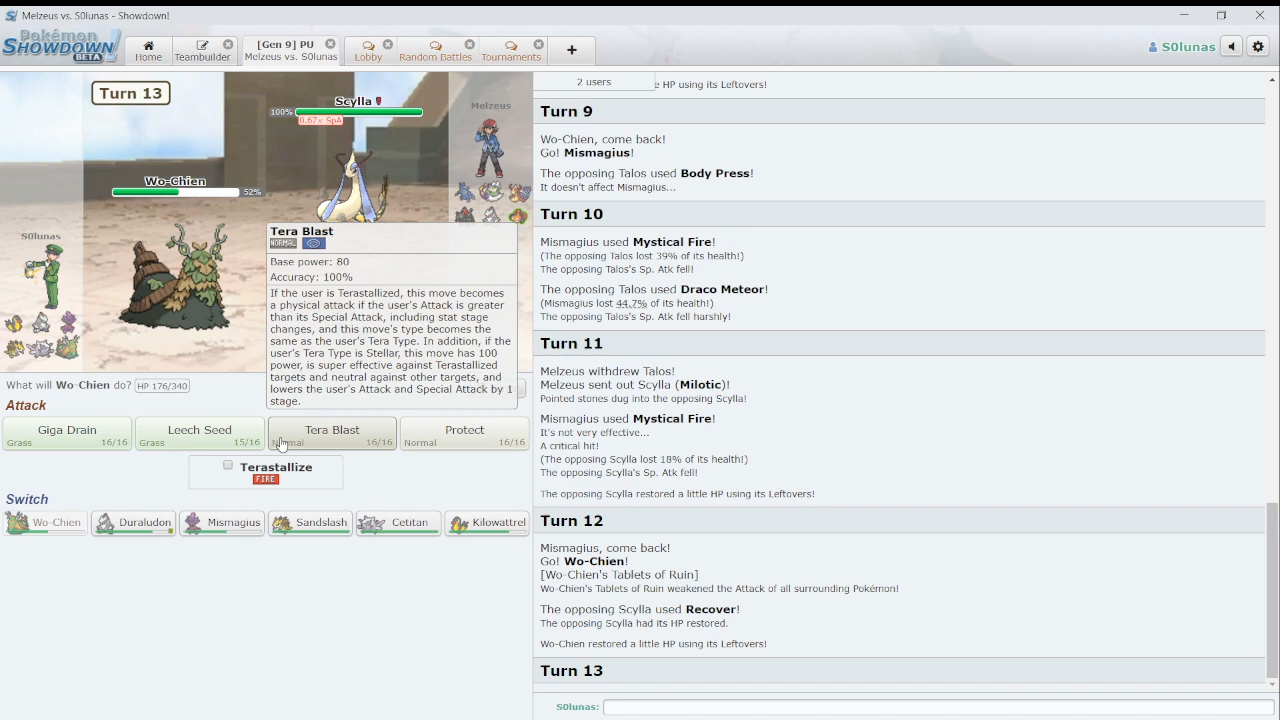 Melzeus vs. S0lunas - Showdown!
Pokémon
SHOWDOWN!
BETA
Home
Teambuilder
[Gen 9] PU
Melzeus vs. S0lunas
Lobby
Random Battles
Tournaments
+
S0lunas
Turn 13
Scylla
100%
0.67× SpA
Melzeus
Wo-Chien
52%
S0lunas
Tera Blast
NORMAL
Base power: 80
Accuracy: 100%
If the user is Terastallized, this move becomes
a physical attack if the user's Attack is greater
than its Special Attack, including stat stage
changes, and this move's type becomes the
same as the user's Tera Type. In addition, if the
user's Tera Type is Stellar, this move has 100
power, is super effective against Terastallized
targets and neutral against other targets, and
lowers the user's Attack and Special Attack by 1
stage.
What will Wo-Chien do? HP 176/340
Attack
Giga Drain
Grass 16/16
Leech Seed
Grass 15/16
Tera Blast
Normal 16/16
Protect
Normal 16/16
Terastallize
FIRE
Switch
Wo-Chien
Duraludon
Mismagius
Sandslash
Cetitan
Kilowattrel
2 users
e HP using its Leftovers!
Turn 9
Wo-Chien, come back!
Go! Mismagius!
The opposing Talos used Body Press!
It doesn't affect Mismagius...
Turn 10
Mismagius used Mystical Fire!
(The opposing Talos lost 39% of its health!)
The opposing Talos's Sp. Atk fell!
The opposing Talos used Draco Meteor!
(Mismagius lost 44.7% of its health!)
The opposing Talos's Sp. Atk fell harshly!
Turn 11
Melzeus withdrew Talos!
Melzeus sent out Scylla (Milotic)!
Pointed stones dug into the opposing Scylla!
Mismagius used Mystical Fire!
It's not very effective...
A critical hit!
(The opposing Scylla lost 18% of its health!)
The opposing Scylla's Sp. Atk fell!
The opposing Scylla restored a little HP using its Leftovers!
Turn 12
Mismagius, come back!
Go! Wo-Chien!
[Wo-Chien's Tablets of Ruin]
Wo-Chien's Tablets of Ruin weakened the Attack of all surrounding Pokémon!
The opposing Scylla used Recover!
The opposing Scylla had its HP restored.
Wo-Chien restored a little HP using its Leftovers!
Turn 13
S0lunas: